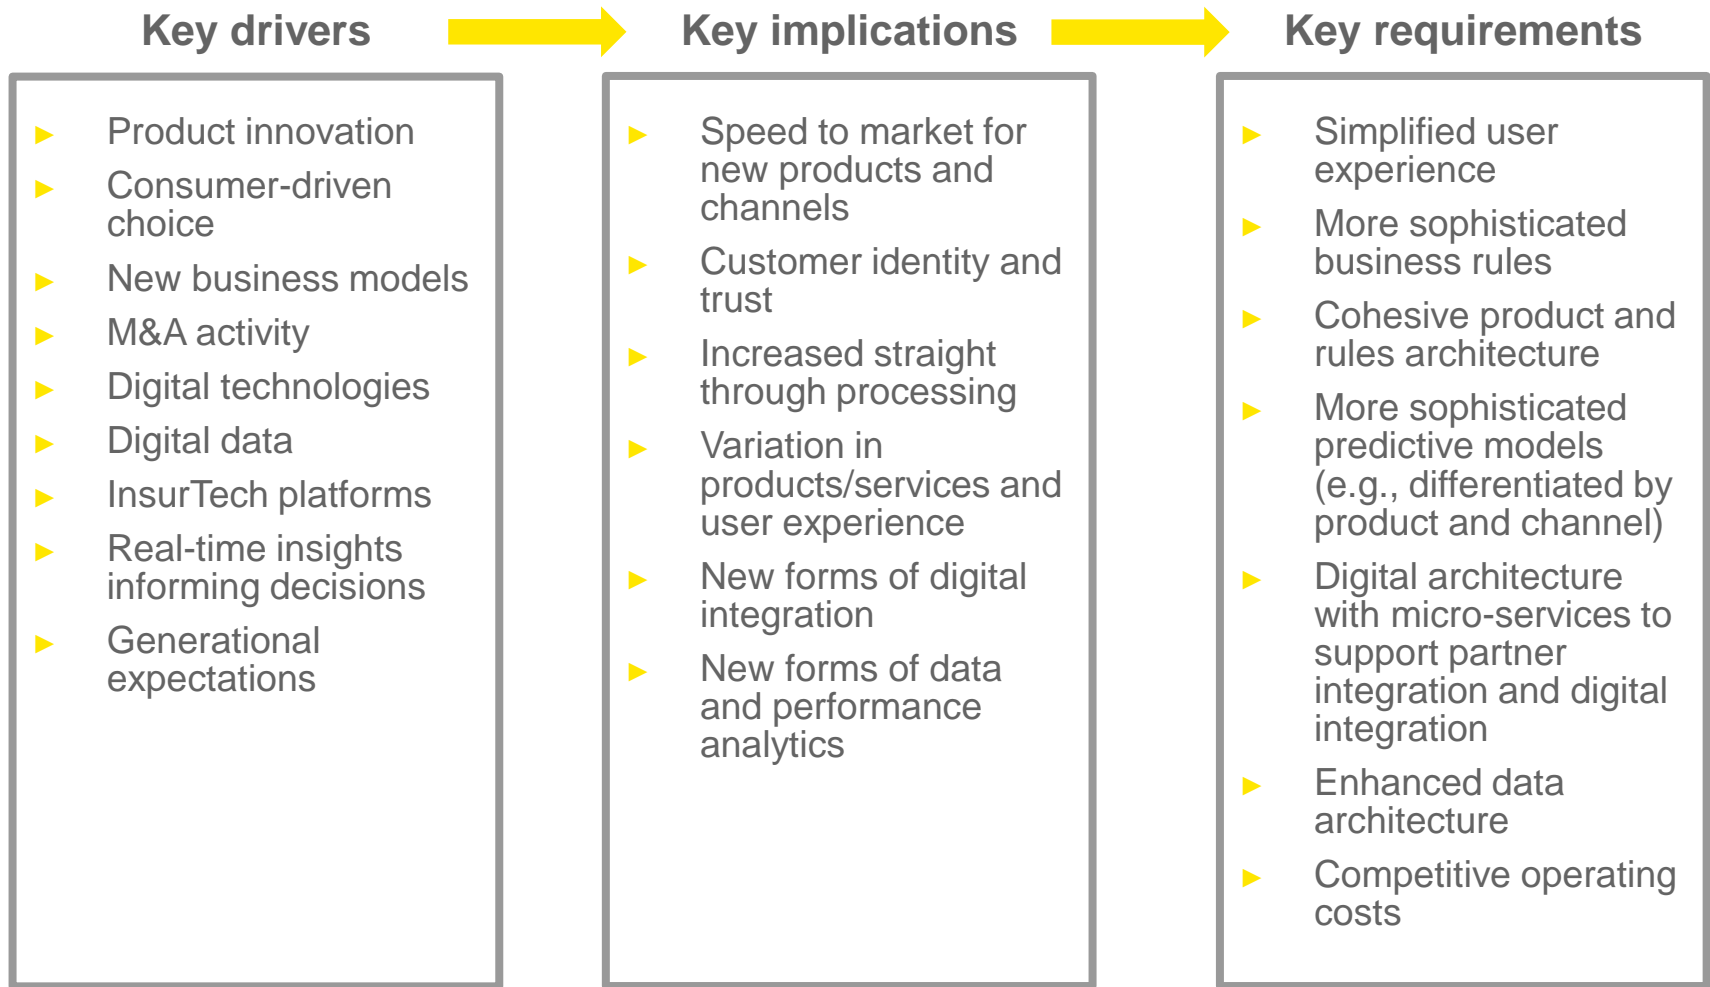 Key drivers
Key implications
Key requirements
► Product innovation
► Consumer-driven
choice
► New business models
► M&A activity
► Digital technologies
► Digital data
► InsurTech platforms
► Real-time insights
informing decisions
► Generational
expectations
► Speed to market for
new products and
channels
► Customer identity and
trust
► Increased straight
through processing
► Variation in
products/services and
user experience
► New forms of digital
integration
► New forms of data
and performance
analytics
► Simplified user
experience
► More sophisticated
business rules
► Cohesive product and
rules architecture
► More sophisticated
predictive models
(e.g., differentiated by
product and channel)
► Digital architecture
with micro-services to
support partner
integration and digital
integration
► Enhanced data
architecture
► Competitive operating
costs